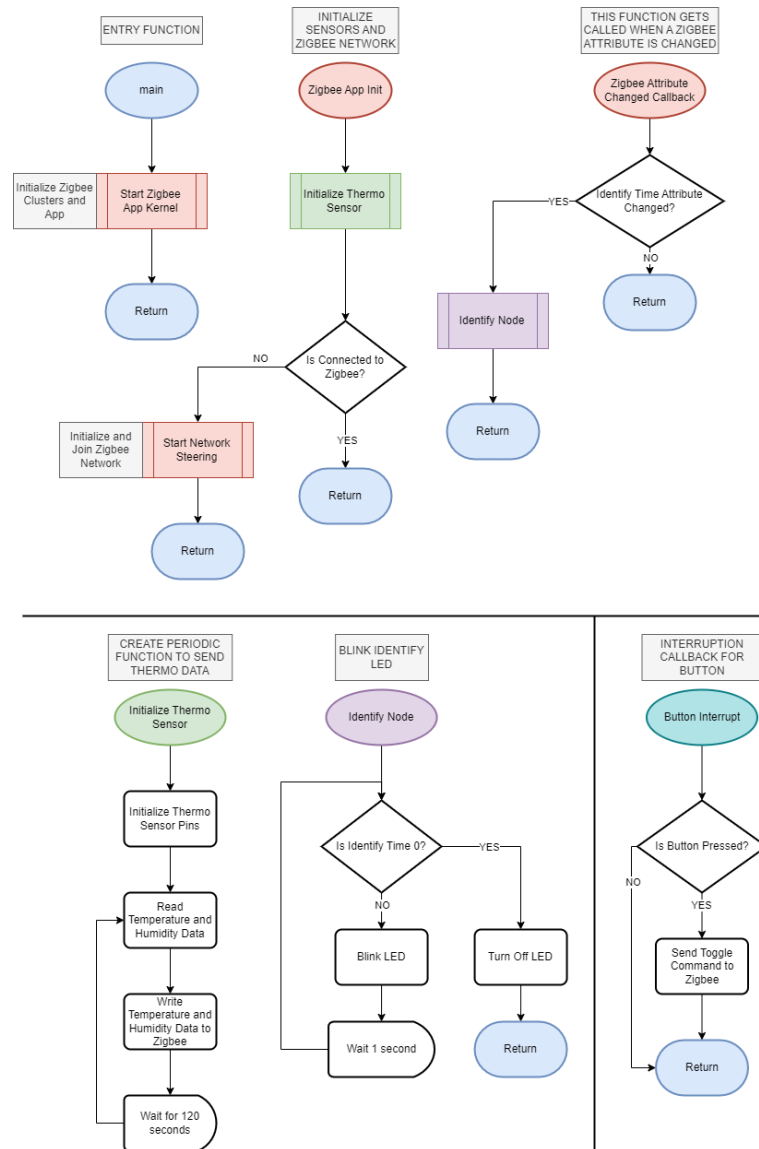 ENTRY FUNCTION
INITIALIZE
SENSORS AND
ZIGBEE NETWORK
THIS FUNCTION GETS
CALLED WHEN A ZIGBEE
ATTRIBUTE IS CHANGED
main
Zigbee App Init
Zigbee Attribute
Changed Callback
Initialize Zigbee
Clusters and
App
Start Zigbee
App Kernel
Initialize Thermo
Sensor
YES
Identify Time Attribute
Changed?
NO
Return
Return
Identify Node
NO
Is Connected to
Zigbee?
YES
Return
Initialize and
Join Zigbee
Network
Start Network
Steering
Return
Return
CREATE PERIODIC
FUNCTION TO SEND
THERMO DATA
BLINK IDENTIFY
LED
INTERRUPTION
CALLBACK FOR
BUTTON
Initialize Thermo
Sensor
Identify Node
Button Interrupt
Initialize Thermo
Sensor Pins
Is Identify Time 0?
YES
NO
Is Button Pressed?
NO
YES
Read
Temperature and
Humidity Data
Blink LED
Turn Off LED
Send Toggle
Command to
Zigbee
Write
Temperature and
Humidity Data to
Zigbee
Wait 1 second
Return
Return
Wait for 120
seconds